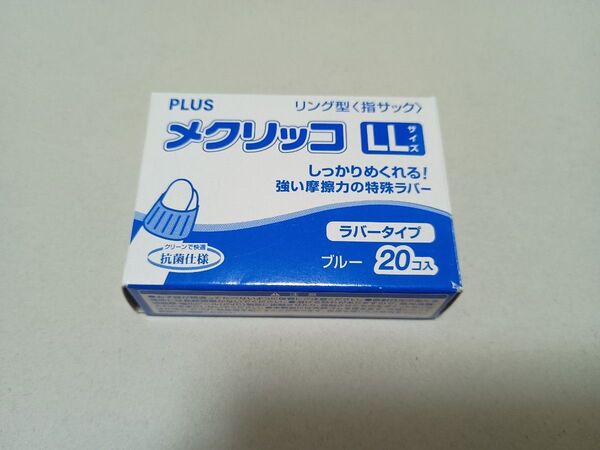 PLUS
リング型〈指サック〉
メクリッコ LLサイズ
しっかりめくれる!
強い摩擦力の特殊ラバー
ラバータイプ
クリーンで快適
抗菌仕様
ブルー 20コ入